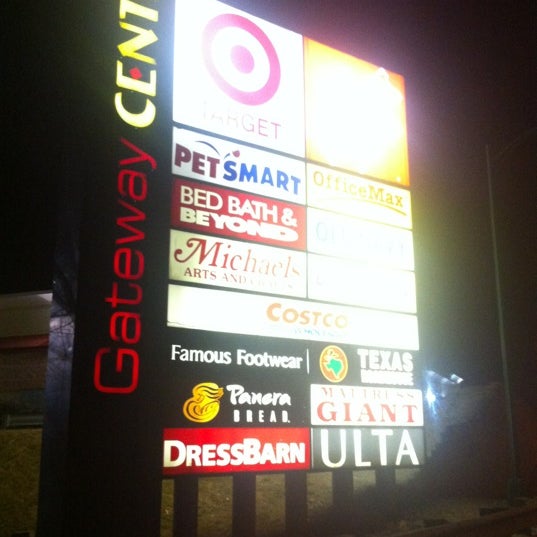 Gateway CENT
TARGET
PETSMART
OfficeMax
BED BATH &
BEYOND
Michaels
ARTS AND CRAFTS
COSTCO
WHOLESALE
Famous Footwear
TEXAS
Panera
BREAD
MATTRESS
GIANT
DRESSBARN
ULTA